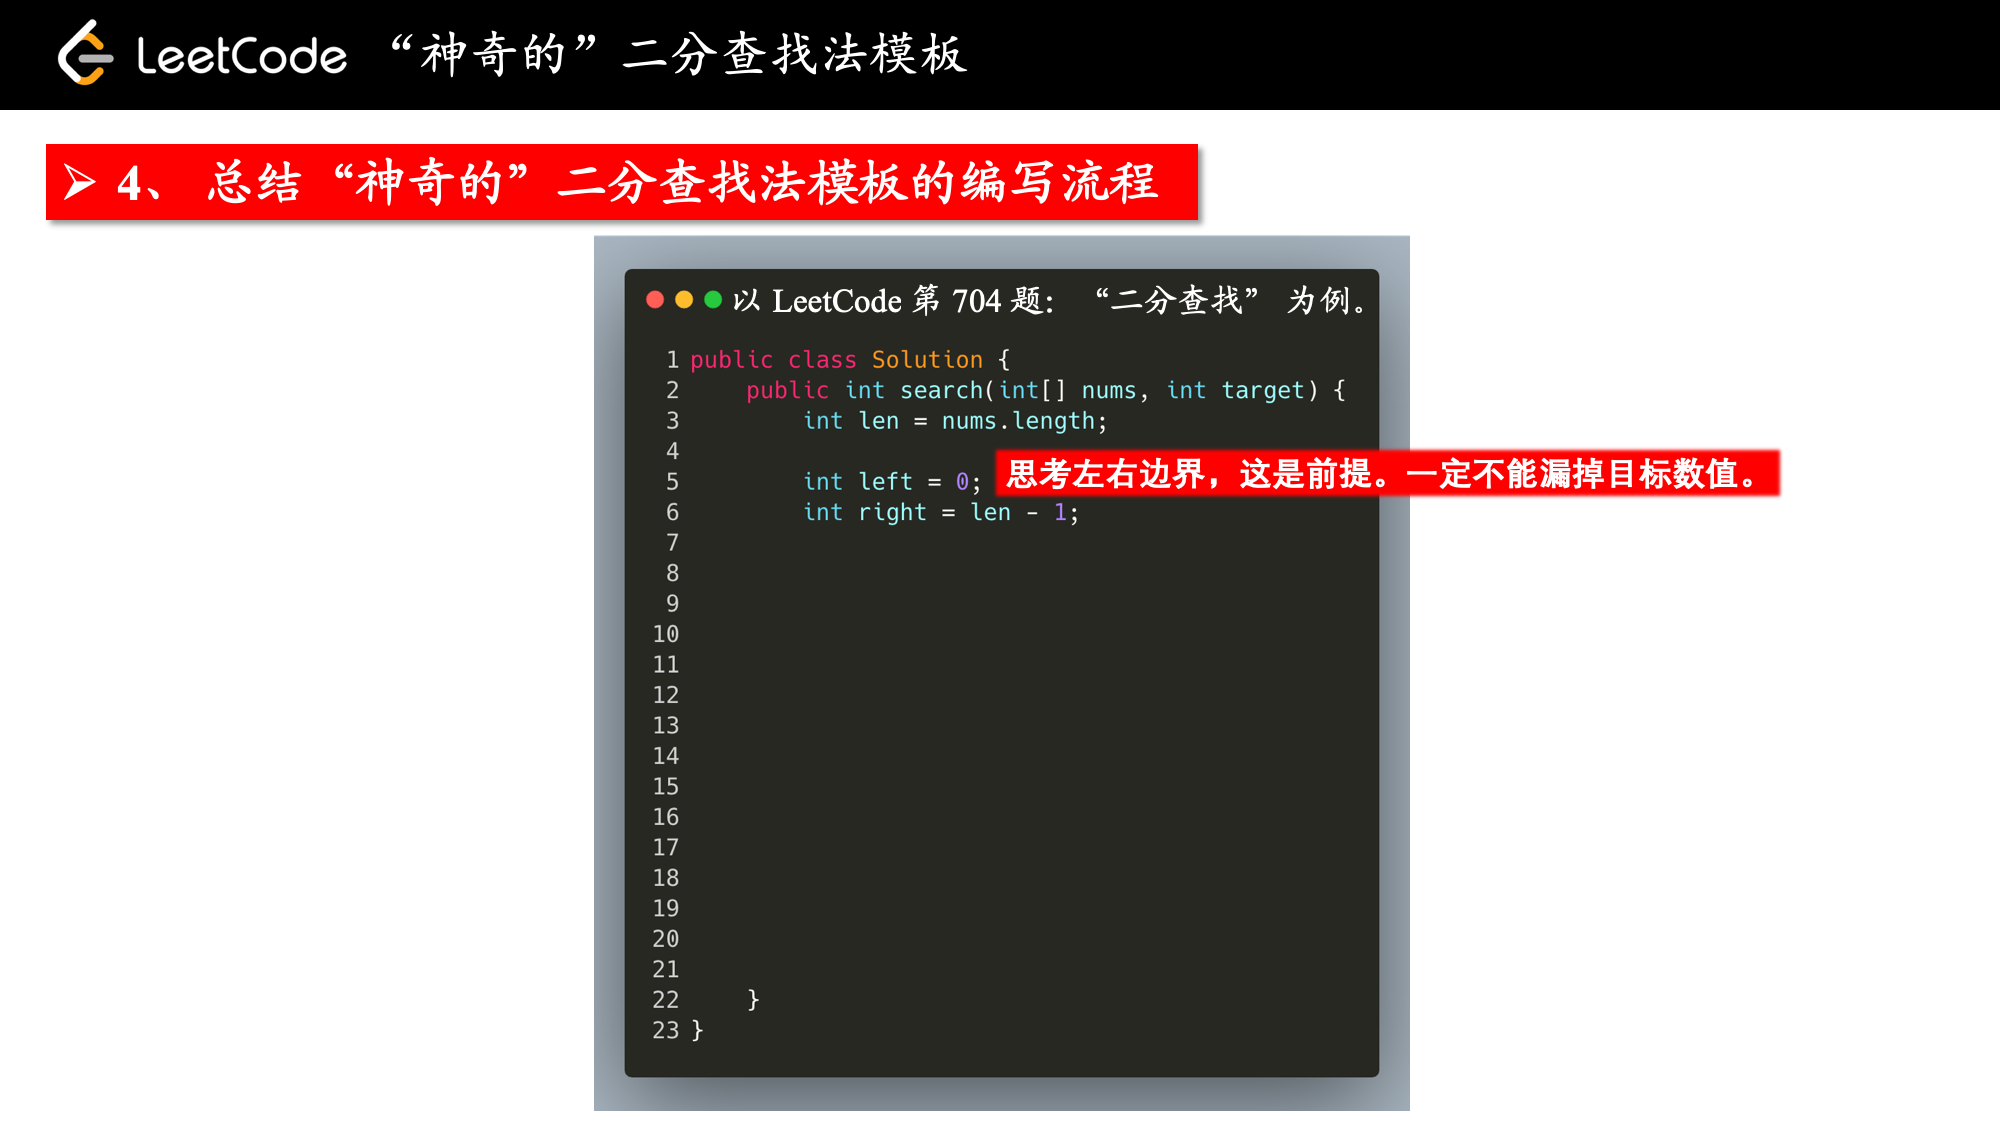 LeetCode “神奇的”二分查找法模板
➢ 4、 总结“神奇的”二分查找法模板的编写流程
以 LeetCode 第 704 题：“二分查找” 为例。
1 public class Solution {
2     public int search(int[] nums, int target) {
3         int len = nums.length;
4
思考左右边界，这是前提。一定不能漏掉目标数值。
5         int left = 0;
6         int right = len - 1;
7
8
9
10
11
12
13
14
15
16
17
18
19
20
21
22     }
23 }